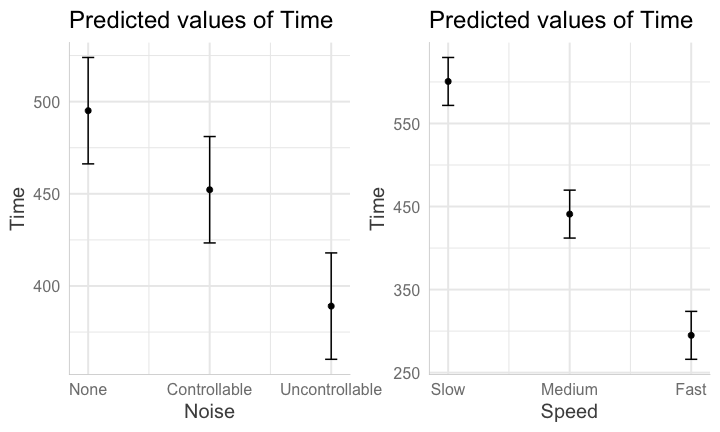 Predicted values of Time
500
450
400
Time
None Controllable Uncontrollable
Noise
Predicted values of Time
550
450
350
250
Time
Slow Medium Fast
Speed